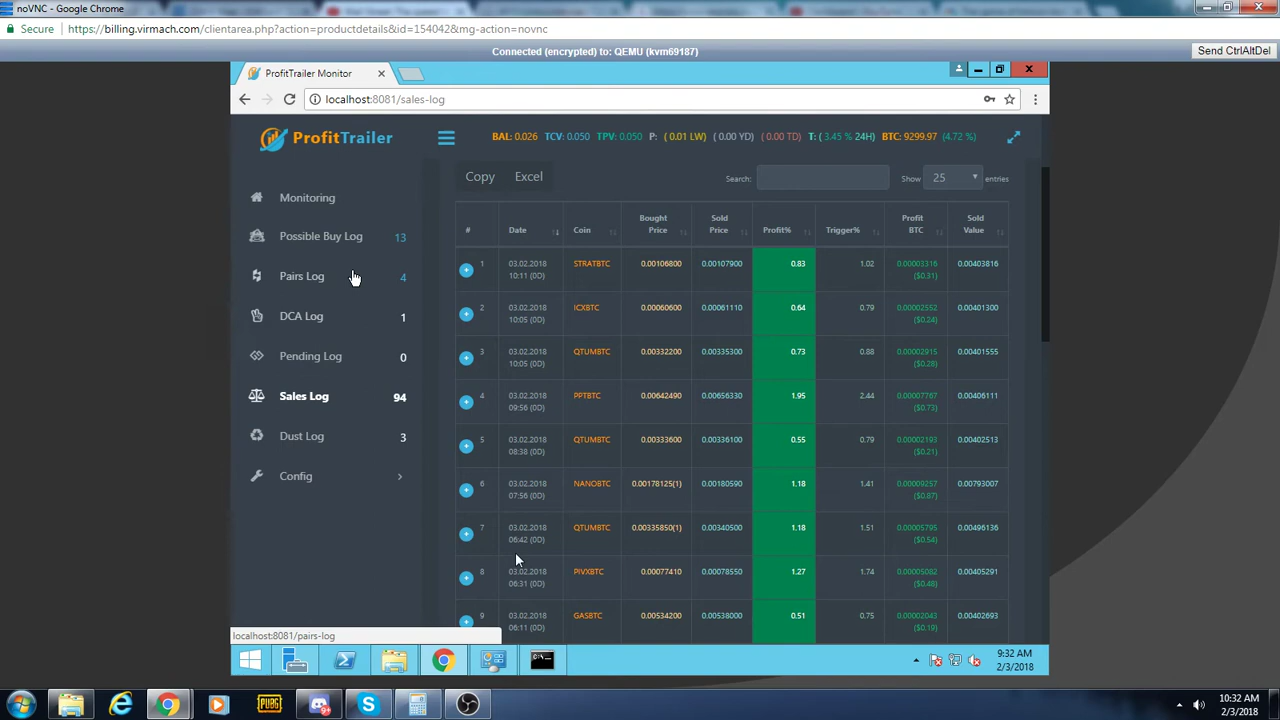 noVNC - Google Chrome
Secure https://billing.virmach.com/clientarea.php?action=productdetails&id=154042&mg-action=novnc
Connected (encrypted) to: QEMU (kvm69187)
Send CtrlAltDel
ProfitTrailer Monitor
localhost:8081/sales-log
ProfitTrailer
BAL: 0.026 TCV: 0.050 TPV: 0.050 P: ( 0.01 LW) ( 0.00 YD) ( 0.00 TD) T: ( 3.45 % 24H) BTC: 9299.97 (4.72 %)
Monitoring
Possible Buy Log 13
Pairs Log 4
DCA Log 1
Pending Log 0
Sales Log 94
Dust Log 3
Config
Copy Excel Search: Show 25 entries
# Date Coin Bought Price Sold Price Profit% Trigger% Profit BTC Sold Value
1 03.02.2018 10:11 (0D) STRATBTC 0.00106800 0.00107900 0.83 1.02 0.00003316 ($0.31) 0.00403816
2 03.02.2018 10:05 (0D) ICXBTC 0.00060600 0.00061110 0.64 0.79 0.00002552 ($0.24) 0.00401300
3 03.02.2018 10:05 (0D) QTUMBTC 0.00332200 0.00335300 0.73 0.88 0.00002915 ($0.28) 0.00401555
4 03.02.2018 09:56 (0D) PPTBTC 0.00642490 0.00656330 1.95 2.44 0.00007767 ($0.73) 0.00406111
5 03.02.2018 08:38 (0D) QTUMBTC 0.00333600 0.00336100 0.55 0.79 0.00002193 ($0.21) 0.00402513
6 03.02.2018 07:56 (0D) NANOBTC 0.00178125(1) 0.00180590 1.18 1.41 0.00009257 ($0.87) 0.00793007
7 03.02.2018 06:42 (0D) QTUMBTC 0.00335850(1) 0.00340500 1.18 1.51 0.00005795 ($0.54) 0.00496136
8 03.02.2018 06:31 (0D) PIVXBTC 0.00077410 0.00078550 1.27 1.74 0.00005082 ($0.48) 0.00405291
9 03.02.2018 06:11 (0D) GASBTC 0.00534200 0.00538000 0.51 0.75 0.00002043 ($0.19) 0.00402693
localhost:8081/pairs-log
9:32 AM
2/3/2018
PUBG
10:32 AM
2/3/2018